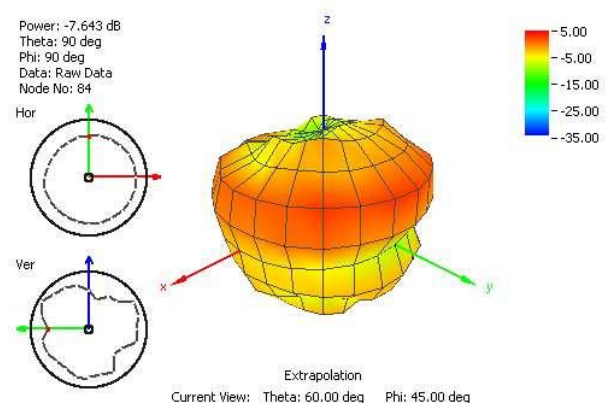 Power: -7.643 dB
Theta: 90 deg
Phi: 90 deg
Data: Raw Data
Node No: 84
Hor
Ver
z
x
y
5.00
-5.00
-15.00
-25.00
-35.00
Extrapolation
Current View: Theta: 60.00 deg Phi: 45.00 deg